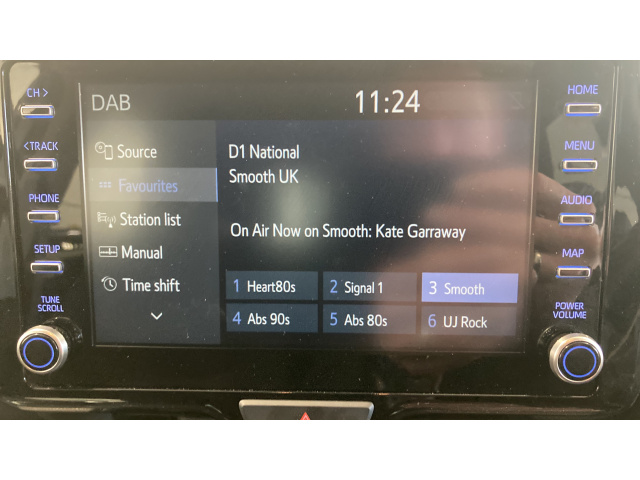 DAB
11:24
CH >
<TRACK
PHONE
SETUP
TUNE
SCROLL
Source
Favourites
Station list
Manual
Time shift
D1 National
Smooth UK
On Air Now on Smooth: Kate Garraway
1 Heart80s
2 Signal 1
3 Smooth
4 Abs 90s
5 Abs 80s
6 UJ Rock
HOME
MENU
AUDIO
MAP
POWER
VOLUME